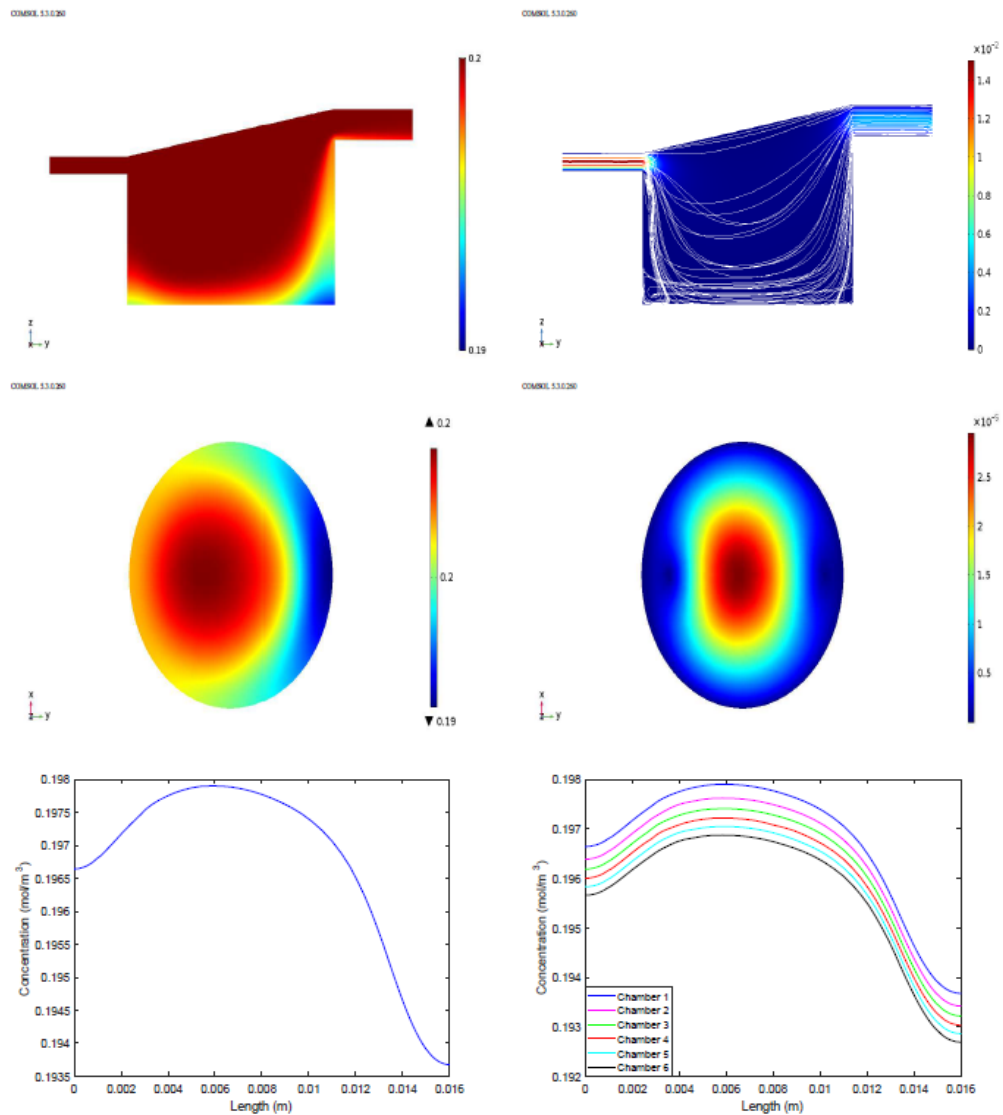 COMSOL 5.3.0.260
0.2
0.19
z
x
y
COMSOL 5.3.0.260
×10⁻²
1.4
1.2
1
0.8
0.6
0.4
0.2
0
z
x
y
COMSOL 5.3.0.260
▲ 0.2
0.2
▼ 0.19
x
z
y
×10⁻⁵
2.5
2
1.5
1
0.5
x
z
y
0.198
0.1975
0.197
0.1965
0.196
0.1955
0.195
0.1945
0.194
0.1935
Concentration (mol/m³)
0
0.002
0.004
0.006
0.008
0.01
0.012
0.014
0.016
Length (m)
0.198
0.197
0.196
0.195
0.194
0.193
0.192
Concentration (mol/m³)
Chamber 1
Chamber 2
Chamber 3
Chamber 4
Chamber 5
Chamber 6
0
0.002
0.004
0.006
0.008
0.01
0.012
0.014
0.016
Length (m)